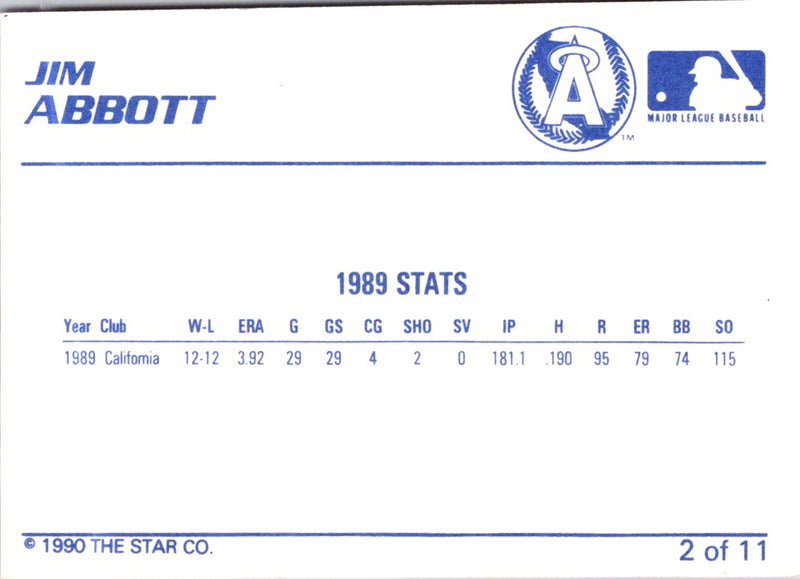 JIM
ABBOTT
A
MAJOR LEAGUE BASEBALL
TM
1989 STATS
Year Club W-L ERA G GS CG SHO SV IP H R ER BB SO
1989 California 12-12 3.92 29 29 4 2 0 181.1 .190 95 79 74 115
© 1990 THE STAR CO.
2 of 11